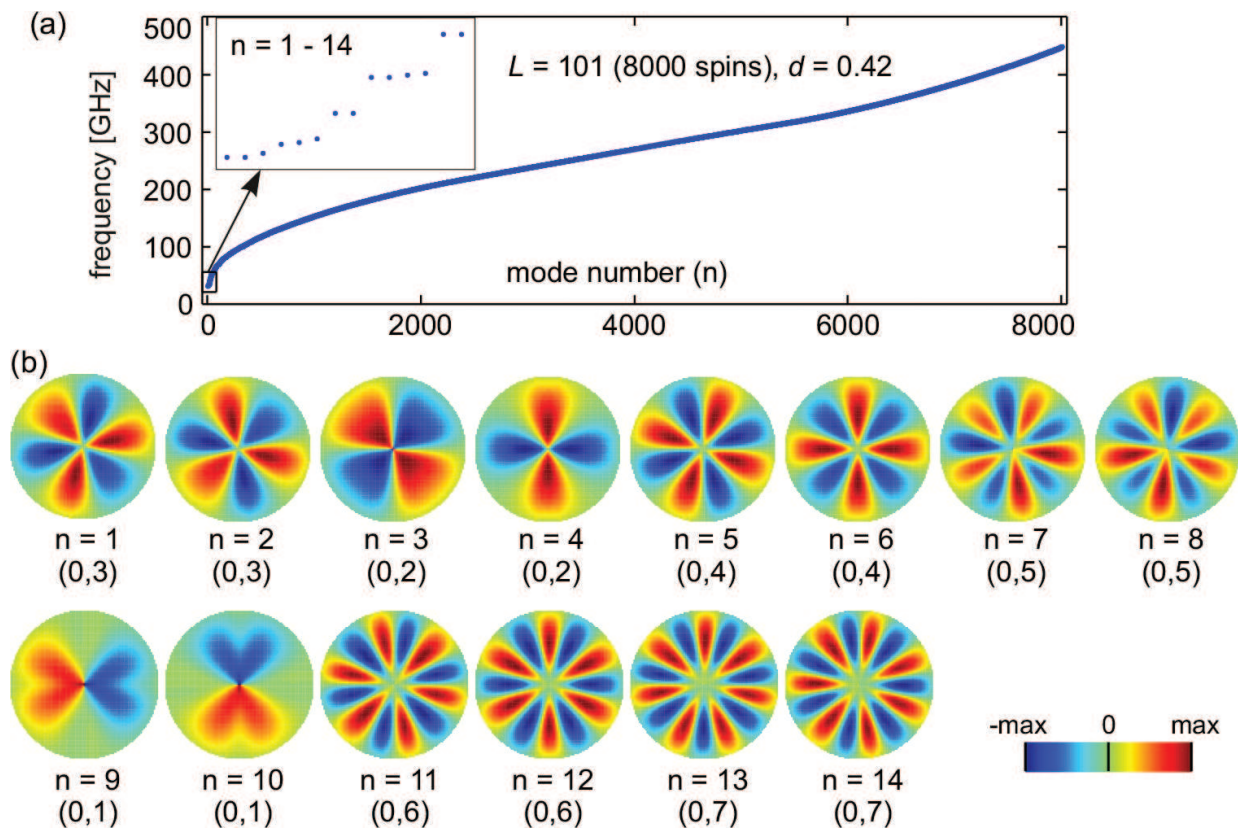 (a)
500
400
300
200
100
0
frequency [GHz]
n = 1 - 14
L = 101 (8000 spins), d = 0.42
mode number (n)
0 2000 4000 6000 8000
(b)
n = 1 n = 2 n = 3 n = 4 n = 5 n = 6 n = 7 n = 8
(0,3) (0,3) (0,2) (0,2) (0,4) (0,4) (0,5) (0,5)
-max 0 max
n = 9 n = 10 n = 11 n = 12 n = 13 n = 14
(0,1) (0,1) (0,6) (0,6) (0,7) (0,7)